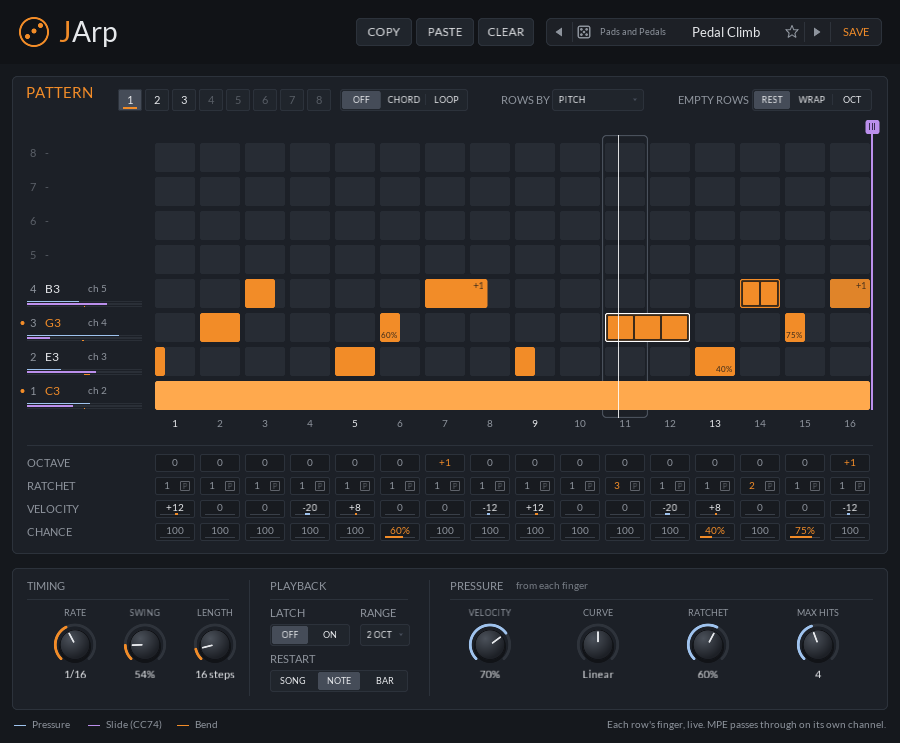 JArp
COPY PASTE CLEAR Pads and Pedals Pedal Climb SAVE
PATTERN 1 2 3 4 5 6 7 8 OFF CHORD LOOP ROWS BY PITCH EMPTY ROWS REST WRAP OCT
8 -
7 -
6 -
5 -
4 B3 ch 5 +1 +1
3 G3 ch 4 60% 75%
2 E3 ch 3 40%
1 C3 ch 2
1 2 3 4 5 6 7 8 9 10 11 12 13 14 15 16
OCTAVE 0 0 0 0 0 0 +1 0 0 0 0 0 0 0 0 +1
RATCHET 1 P 1 P 1 P 1 P 1 P 1 P 1 P 1 P 1 P 1 P 3 P 1 P 1 P 2 P 1 P 1 P
VELOCITY +12 0 0 -20 +8 0 0 -12 +12 0 0 -20 +8 0 0 -12
CHANCE 100 100 100 100 100 60% 100 100 100 100 100 100 40% 100 75% 100
TIMING PLAYBACK PRESSURE from each finger
RATE SWING LENGTH LATCH RANGE VELOCITY CURVE RATCHET MAX HITS
OFF ON 2 OCT
RESTART
1/16 54% 16 steps SONG NOTE BAR 70% Linear 60% 4
Pressure Slide (CC74) Bend Each row's finger, live. MPE passes through on its own channel.